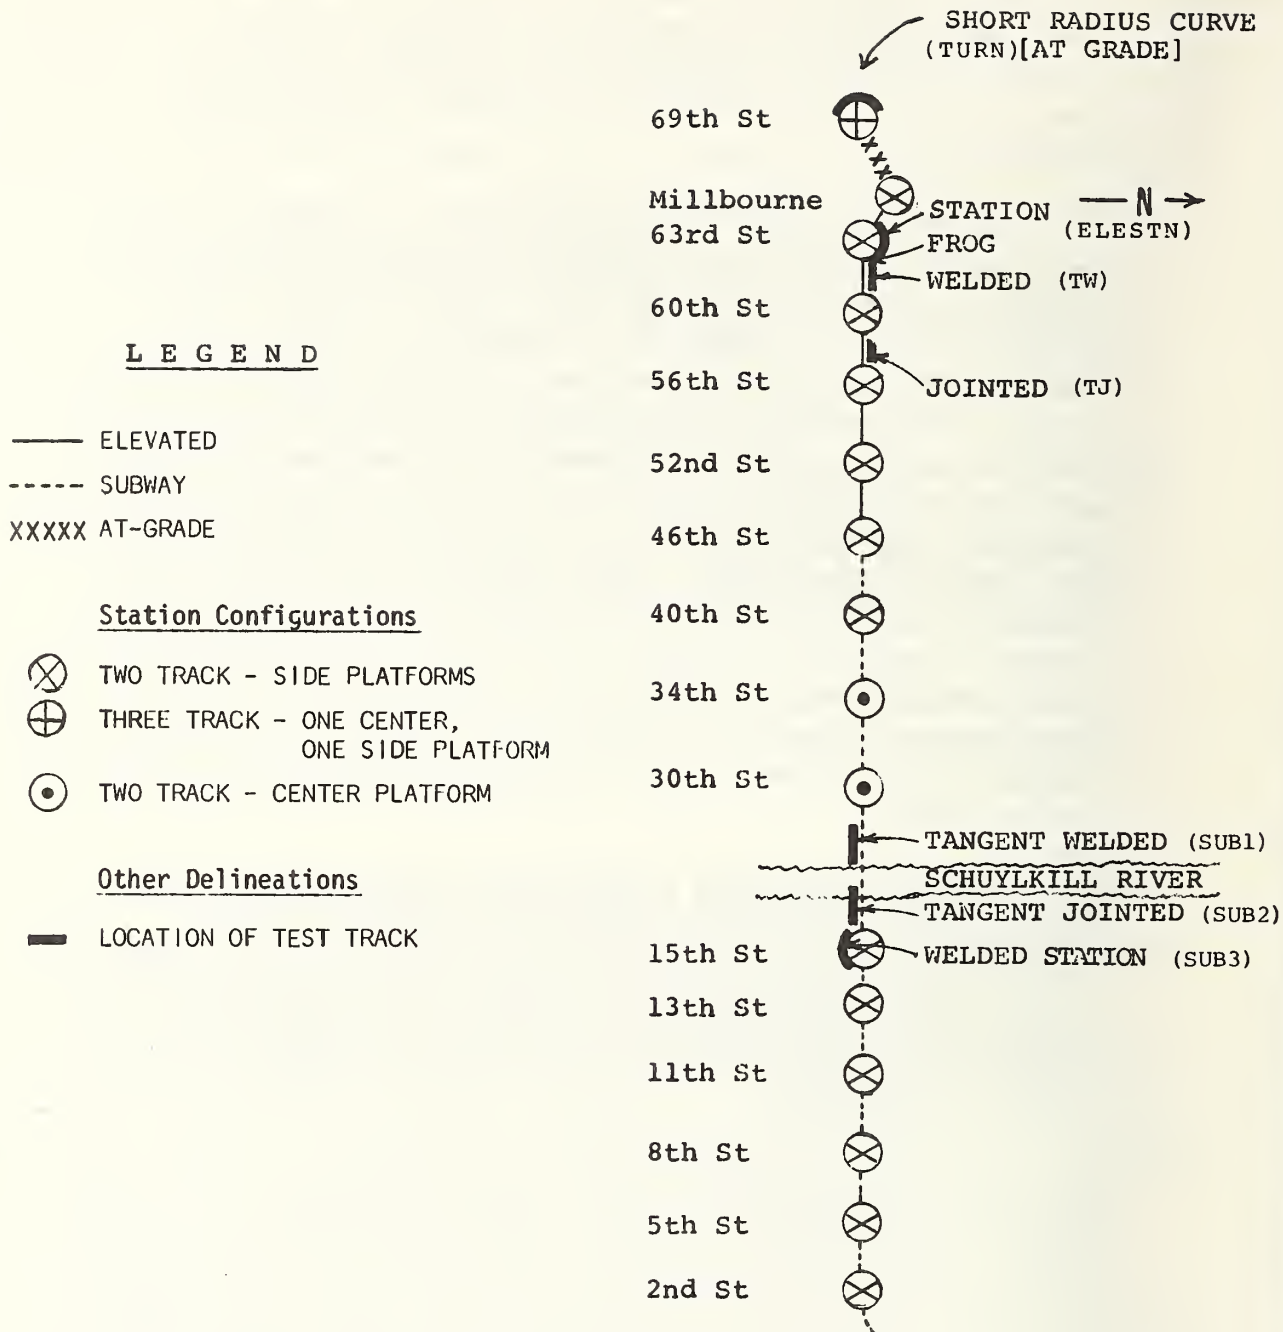 SHORT RADIUS CURVE
(TURN)[AT GRADE]
69th St
Millbourne
STATION
N
(ELESTN)
63rd St
FROG
WELDED (TW)
60th St
LEGEND
56th St
JOINTED (TJ)
ELEVATED
52nd St
SUBWAY
XXXXX AT-GRADE
46th St
Station Configurations
40th St
TWO TRACK - SIDE PLATFORMS
34th St
THREE TRACK - ONE CENTER,
ONE SIDE PLATFORM
30th St
TWO TRACK - CENTER PLATFORM
TANGENT WELDED (SUB1)
Other Delineations
SCHUYLKILL RIVER
TANGENT JOINTED (SUB2)
LOCATION OF TEST TRACK
15th St
WELDED STATION (SUB3)
13th St
11th St
8th St
5th St
2nd St